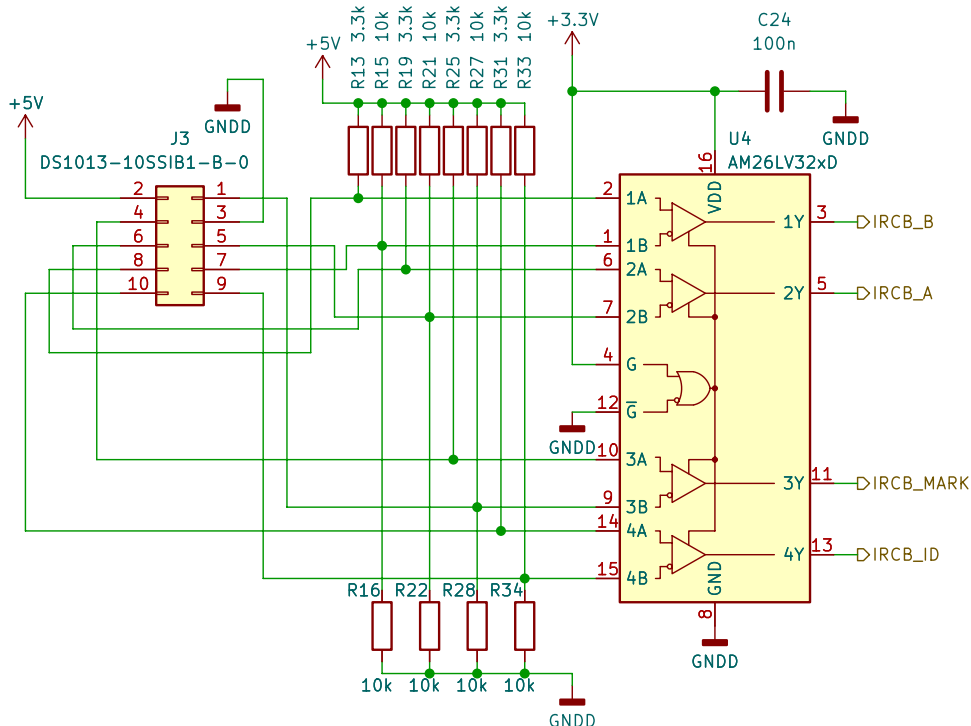 R13 3.3k
R15 10k
R19 3.3k
R21 10k
R25 3.3k
R27 10k
R31 3.3k
R33 10k
+5V
+3.3V
C24
100n
GNDD
+5V
GNDD
J3
DS1013-10SSIB1-B-0
2 1
4 3
6 5
8 7
10 9
U4
AM26LV32xD
16
VDD
2 1A
1Y 3 IRCB_B
1 1B
6 2A
2Y 5 IRCB_A
7 2B
4 G
12 G̅
GNDD
10 3A
3Y 11 IRCB_MARK
9 3B
14 4A
4Y 13 IRCB_ID
15 4B
GND
8
GNDD
R16 R22 R28 R34
10k 10k 10k 10k
GNDD